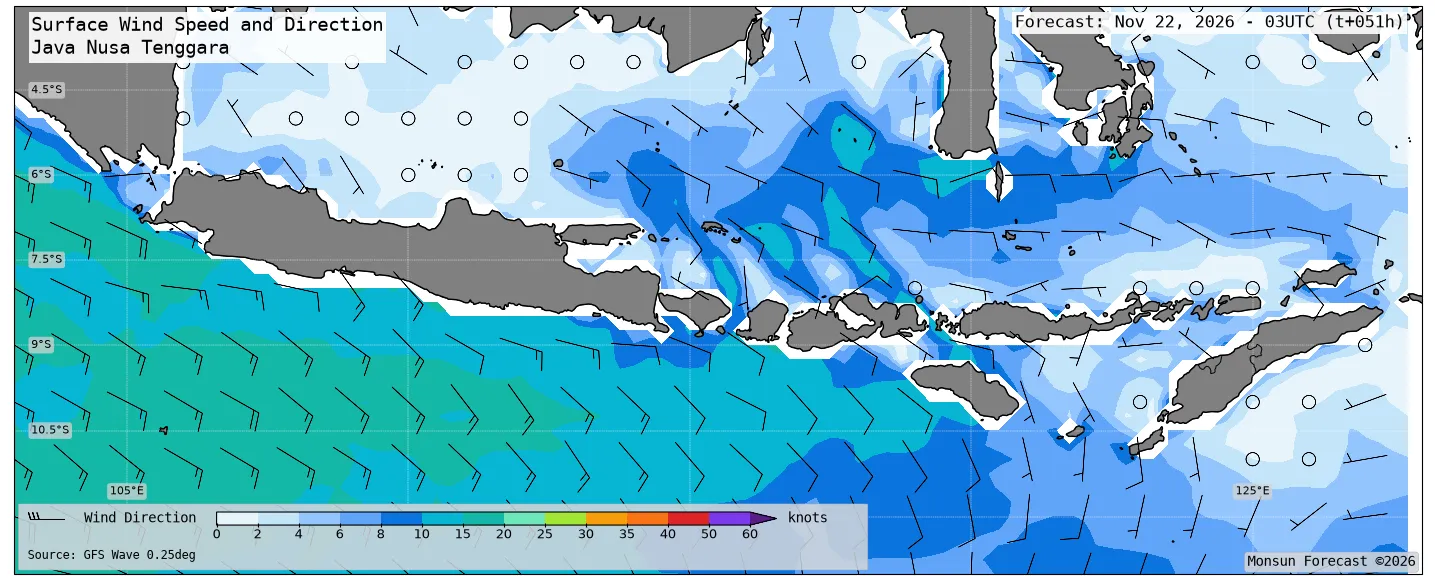 Surface Wind Speed and Direction
Java Nusa Tenggara
Forecast: Nov 22, 2026 - 03UTC (t+051h)
4.5°S
6°S
7.5°S
9°S
10.5°S
105°E
125°E
Wind Direction
0 2 4 6 8 10 15 20 25 30 35 40 50 60
knots
Source: GFS Wave 0.25deg
Monsun Forecast ©2026